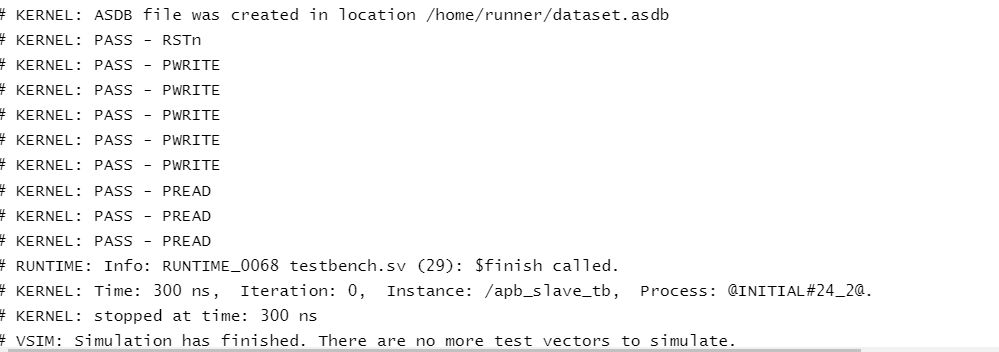 # KERNEL: ASDB file was created in location /home/runner/dataset.asdb
# KERNEL: PASS - RSTn
# KERNEL: PASS - PWRITE
# KERNEL: PASS - PWRITE
# KERNEL: PASS - PWRITE
# KERNEL: PASS - PWRITE
# KERNEL: PASS - PWRITE
# KERNEL: PASS - PREAD
# KERNEL: PASS - PREAD
# KERNEL: PASS - PREAD
# RUNTIME: Info: RUNTIME_0068 testbench.sv (29): $finish called.
# KERNEL: Time: 300 ns,  Iteration: 0,  Instance: /apb_slave_tb,  Process: @INITIAL#24_2@.
# KERNEL: stopped at time: 300 ns
# VSIM: Simulation has finished. There are no more test vectors to simulate.